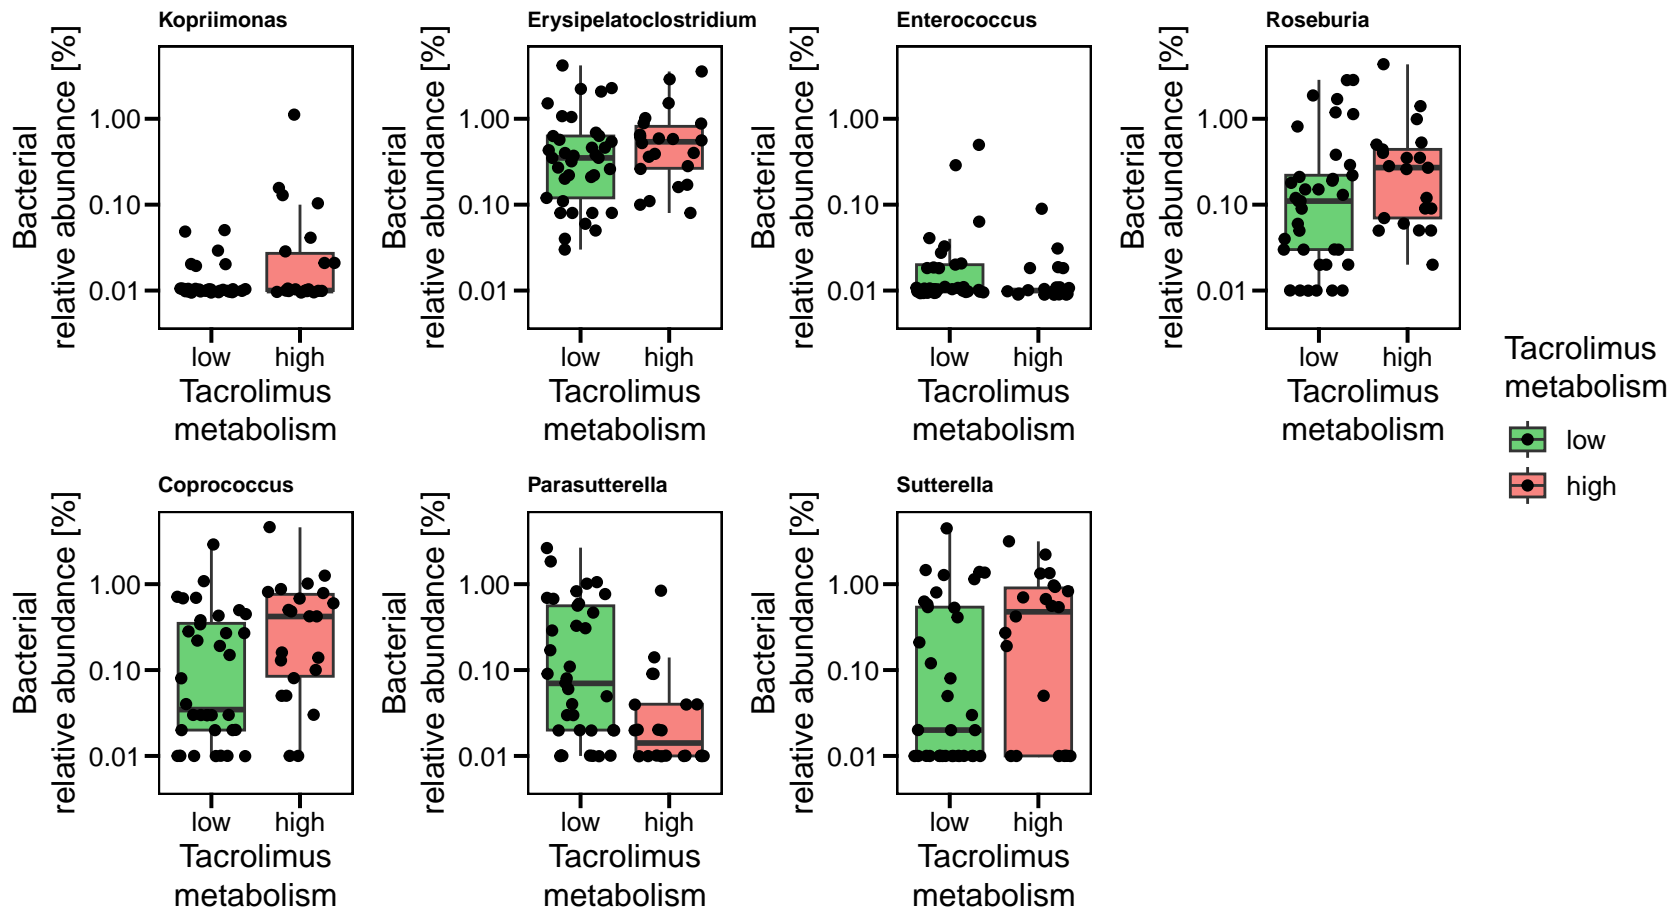 Kopriimonas
Bacterial
relative abundance [%]
1.00
0.10
0.01
low high
Tacrolimus
metabolism
Erysipelatoclostridium
Bacterial
relative abundance [%]
1.00
0.10
0.01
low high
Tacrolimus
metabolism
Enterococcus
Bacterial
relative abundance [%]
1.00
0.10
0.01
low high
Tacrolimus
metabolism
Roseburia
Bacterial
relative abundance [%]
1.00
0.10
0.01
low high
Tacrolimus
metabolism
Tacrolimus
metabolism
low
high
Coprococcus
Bacterial
relative abundance [%]
1.00
0.10
0.01
low high
Tacrolimus
metabolism
Parasutterella
Bacterial
relative abundance [%]
1.00
0.10
0.01
low high
Tacrolimus
metabolism
Sutterella
Bacterial
relative abundance [%]
1.00
0.10
0.01
low high
Tacrolimus
metabolism